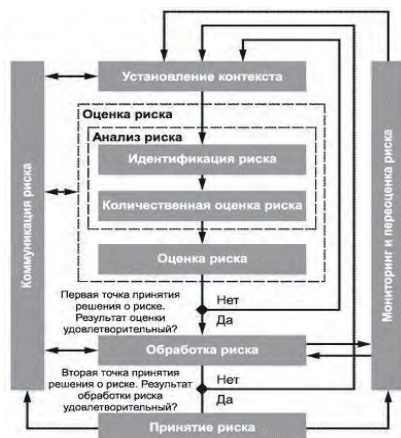 Установление контекста
Оценка риска
Анализ риска
Идентификация риска
Количественная оценка риска
Оценка риска
Первая точка принятия
решения о риске.
Результат оценки
удовлетворительный?
Нет
Да
Обработка риска
Вторая точка принятия
решения о риске. Результат
обработки риска
удовлетворительный?
Нет
Да
Принятие риска
Коммуникация риска
Мониторинг и переоценка риска